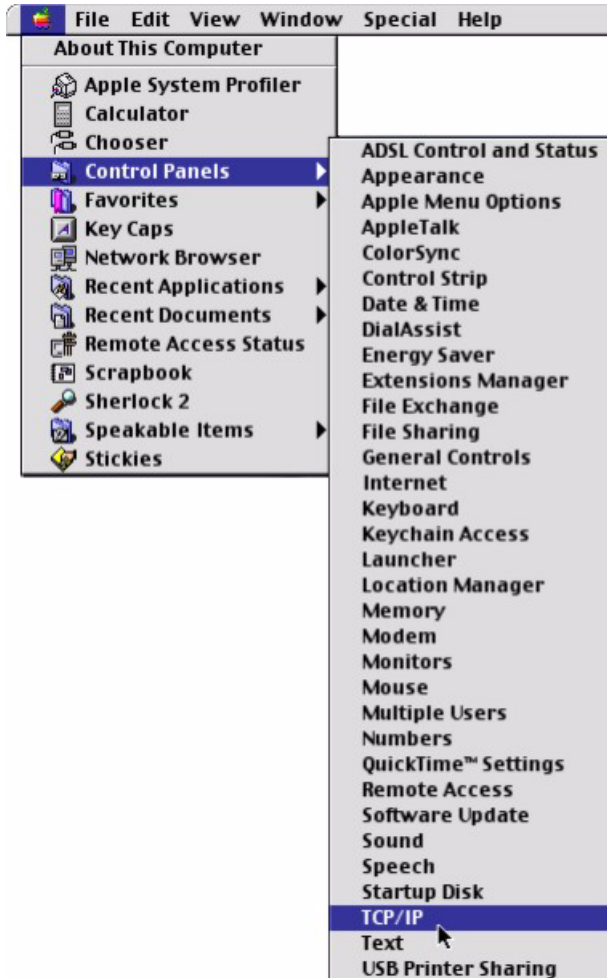 File Edit View Window Special Help
About This Computer
Apple System Profiler
Calculator
Chooser
Control Panels
Favorites
Key Caps
Network Browser
Recent Applications
Recent Documents
Remote Access Status
Scrapbook
Sherlock 2
Speakable Items
Stickies
ADSL Control and Status
Appearance
Apple Menu Options
AppleTalk
ColorSync
Control Strip
Date & Time
DialAssist
Energy Saver
Extensions Manager
File Exchange
File Sharing
General Controls
Internet
Keyboard
Keychain Access
Launcher
Location Manager
Memory
Modem
Monitors
Mouse
Multiple Users
Numbers
QuickTime™ Settings
Remote Access
Software Update
Sound
Speech
Startup Disk
TCP/IP
Text
USB Printer Sharing